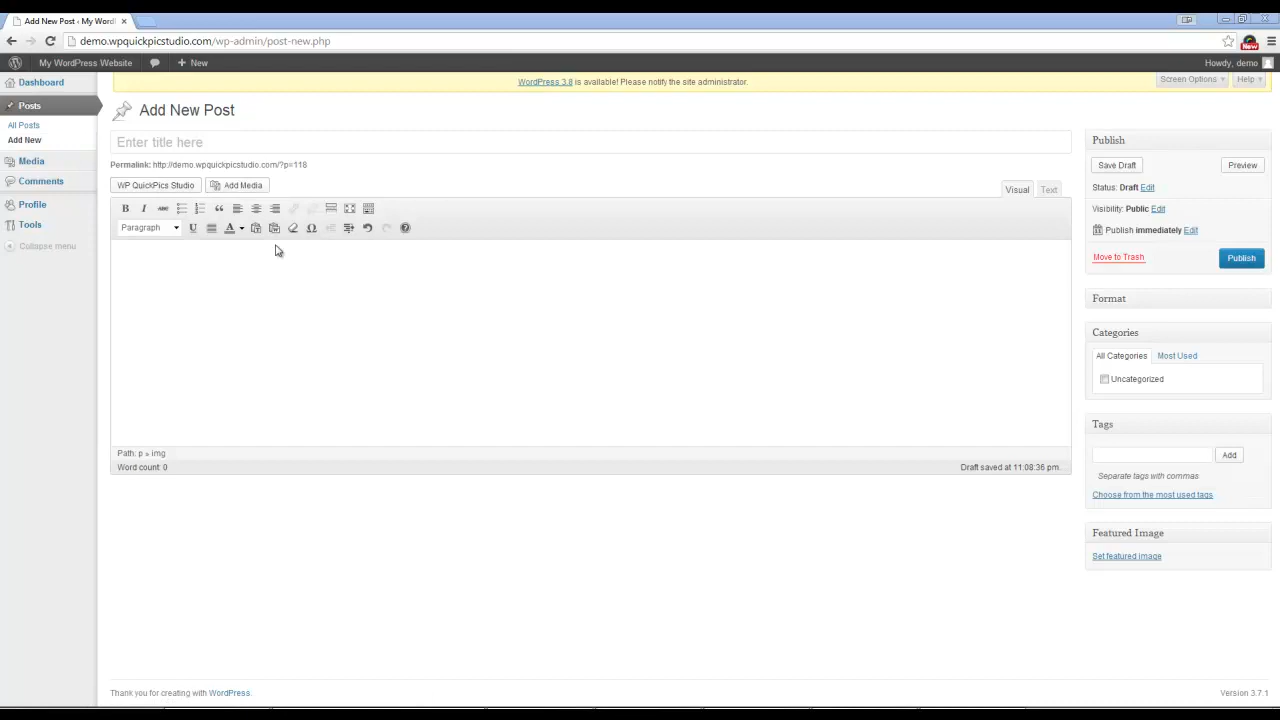 Add New Post ‹ My Word
demo.wpquickpicstudio.com/wp-admin/post-new.php
New
My WordPress Website
New
Howdy, demo
Dashboard
Posts
All Posts
Add New
Media
Comments
Profile
Tools
Collapse menu
WordPress 3.8 is available! Please notify the site administrator.
Screen Options
Help
Add New Post
Enter title here
Permalink: http://demo.wpquickpicstudio.com/?p=118
WP QuickPics Studio
Add Media
Visual
Text
B I ABC
Paragraph
U A Ω
Path: p » img
Word count: 0
Draft saved at 11:08:36 pm.
Publish
Save Draft
Preview
Status: Draft Edit
Visibility: Public Edit
Publish immediately Edit
Move to Trash
Publish
Format
Categories
All Categories
Most Used
Uncategorized
Tags
Add
Separate tags with commas
Choose from the most used tags
Featured Image
Set featured image
Thank you for creating with WordPress.
Version 3.7.1